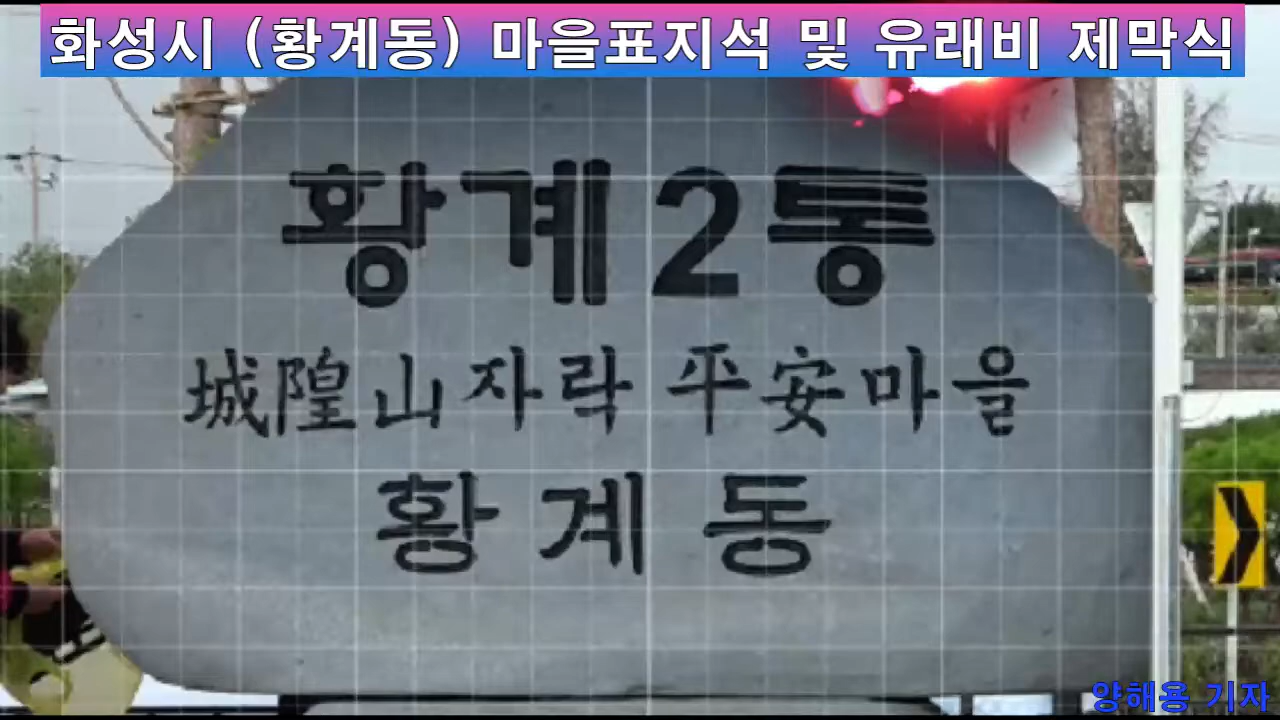 화성시 (황계동) 마을표지석 및 유래비 제막식
황계2통
城隍山자락 平安마을
황계동
양해용 기자